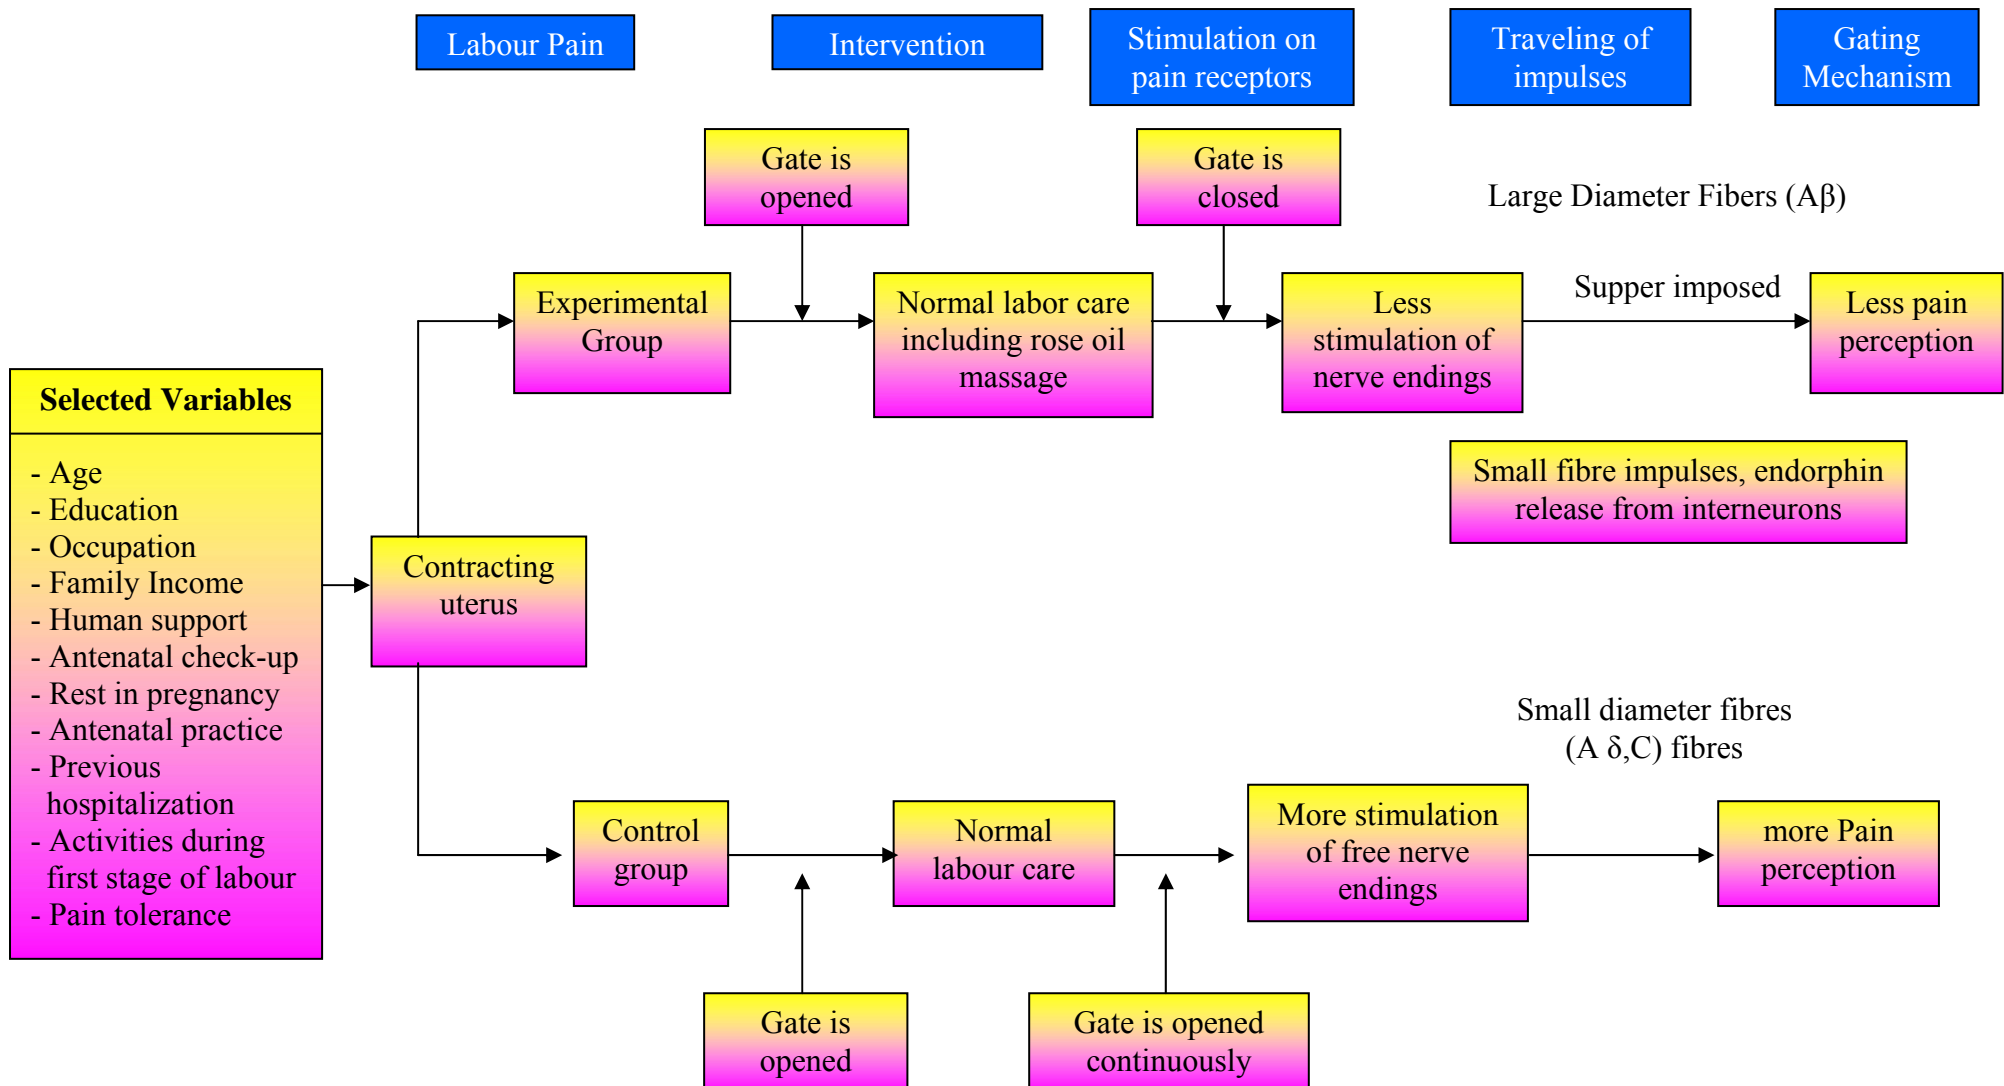 Labour Pain
Intervention
Stimulation on
pain receptors
Traveling of
impulses
Gating
Mechanism
Gate is
opened
Gate is
closed
Large Diameter Fibers (Aβ)
Experimental
Group
Normal labor care
including rose oil
massage
Less
stimulation of
nerve endings
Supper imposed
Less pain
perception
Small fibre impulses, endorphin
release from interneurons
Selected Variables
- Age
- Education
- Occupation
- Family Income
- Human support
- Antenatal check-up
- Rest in pregnancy
- Antenatal practice
- Previous
hospitalization
- Activities during
first stage of labour
- Pain tolerance
Contracting
uterus
Small diameter fibres
(A δ,C) fibres
Control
group
Normal
labour care
More stimulation
of free nerve
endings
more Pain
perception
Gate is
opened
Gate is opened
continuously